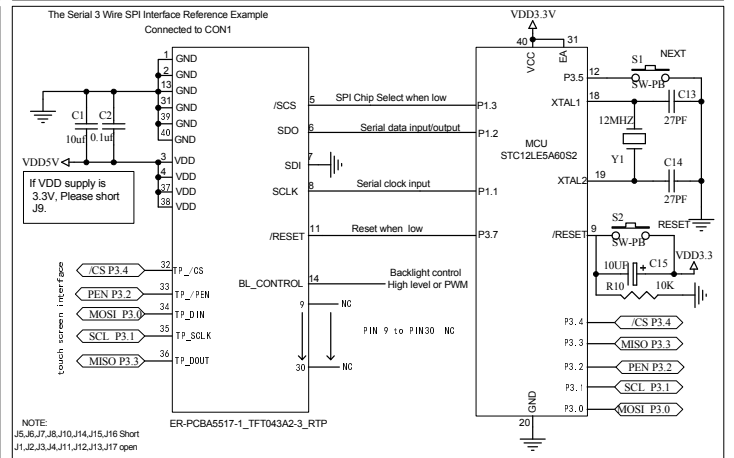 The Serial 3 Wire SPI Interface Reference Example
Connected to CON1
VDD3.3V
1 GND
2 GND
13 GND
31 GND
39 GND
40 GND
C1
10uf
C2
0.1uf
VDD5V
3 VDD
4 VDD
37 VDD
38 VDD
If VDD supply is
3.3V, Please short
J9.
touch screen interface
/CS P3.4
32 TP_/CS
PEN P3.2
33 TP_/PEN
MOSI P3.0
34 TP_DIN
SCL P3.1
35 TP_SCLK
MISO P3.3
36 TP_DOUT
/SCS 5 SPI Chip Select when low P1.3
SDO 6 Serial data input/output P1.2
SDI 7
SCLK 8 Serial clock input P1.1
/RESET 11 Reset when low P3.7
BL_CONTROL 14 Backlight control
High level or PWM
9 NC
PIN 9 to PIN30 NC
30 NC
ER-PCBA5517-1_TFT043A2-3_RTP
40 31
VCC EA
MCU
STC12LE5A60S2
P3.5 12 S1 NEXT
SW-PB
XTAL1 18
C13
27PF
12MHZ
Y1
XTAL2 19
C14
27PF
/RESET 9
S2 RESET
SW-PB
VDD3.3
10UF + C15
R10 10K
P3.4 /CS P3.4
P3.3 MISO P3.3
P3.2 PEN P3.2
P3.1 SCL P3.1
P3.0 MOSI P3.0
GND
20
NOTE:
J5,J6,J7,J8,J10,J14,J15,J16 Short
J1,J2,J3,J4,J11,J12,J13,J17 open